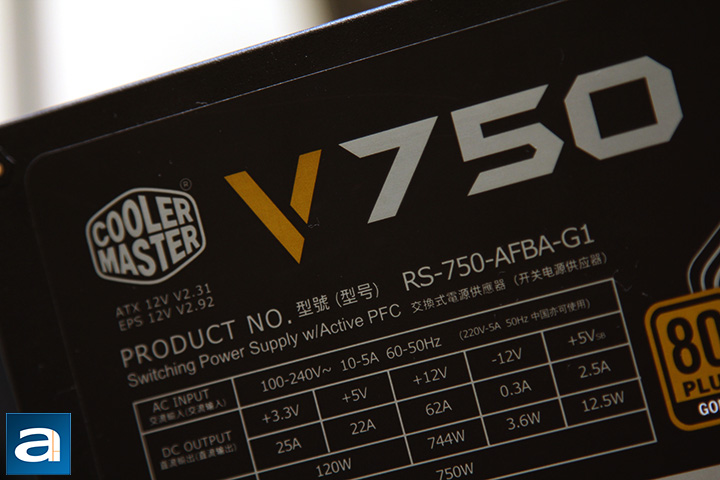 V750
COOLER
MASTER
®
ATX 12V V2.31
EPS 12V V2.92
PRODUCT NO. 型號 (型号) RS-750-AFBA-G1
Switching Power Supply w/Active PFC 交換式電源供應器 (开关电源供应器)
AC INPUT 100-240V~ 10-5A 60-50Hz (220V-5A 50Hz 中国亦可使用)
交流輸入(交流输入)
+3.3V +5V +12V -12V +5VSB
DC OUTPUT 25A 22A 62A 0.3A 2.5A
直流輸出(直流输出)
120W 744W 3.6W 12.5W
750W
80
PLU
GOL
a